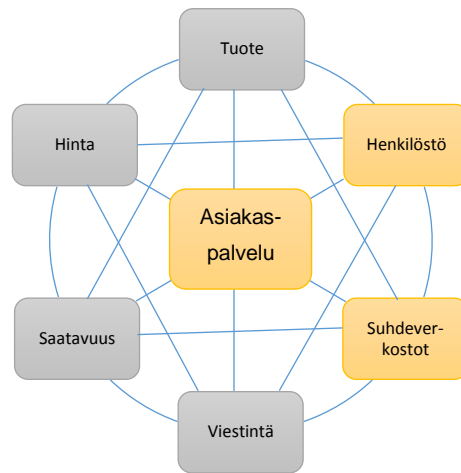 Tuote
Hinta
Henkilöstö
Asiakas-
palvelu
Saatavuus
Suhdever-
kostot
Viestintä